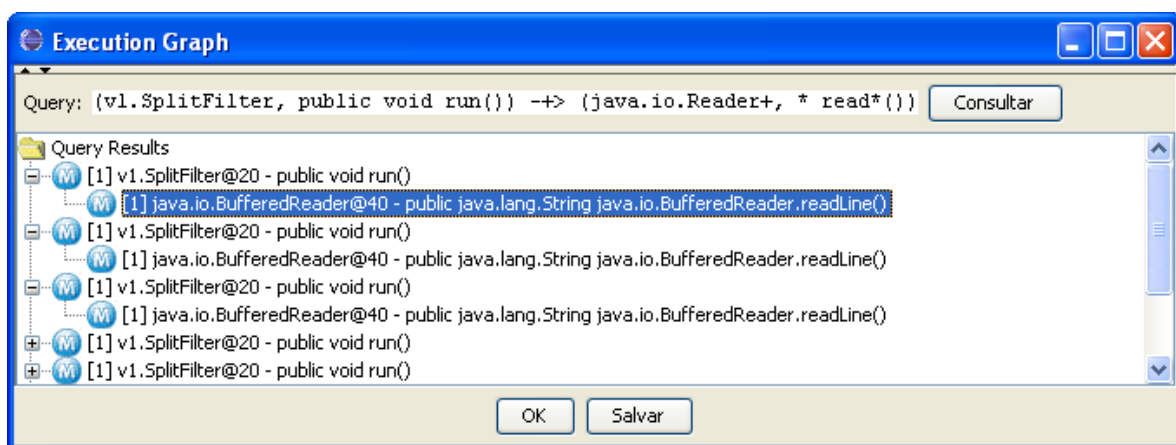 Execution Graph
Query: (v1.SplitFilter, public void run()) -+> (java.io.Reader+, * read*()) Consultar
Query Results
[1] v1.SplitFilter@20 - public void run()
[1] java.io.BufferedReader@40 - public java.lang.String java.io.BufferedReader.readLine()
[1] v1.SplitFilter@20 - public void run()
[1] java.io.BufferedReader@40 - public java.lang.String java.io.BufferedReader.readLine()
[1] v1.SplitFilter@20 - public void run()
[1] java.io.BufferedReader@40 - public java.lang.String java.io.BufferedReader.readLine()
[1] v1.SplitFilter@20 - public void run()
[1] v1.SplitFilter@20 - public void run()
OK Salvar